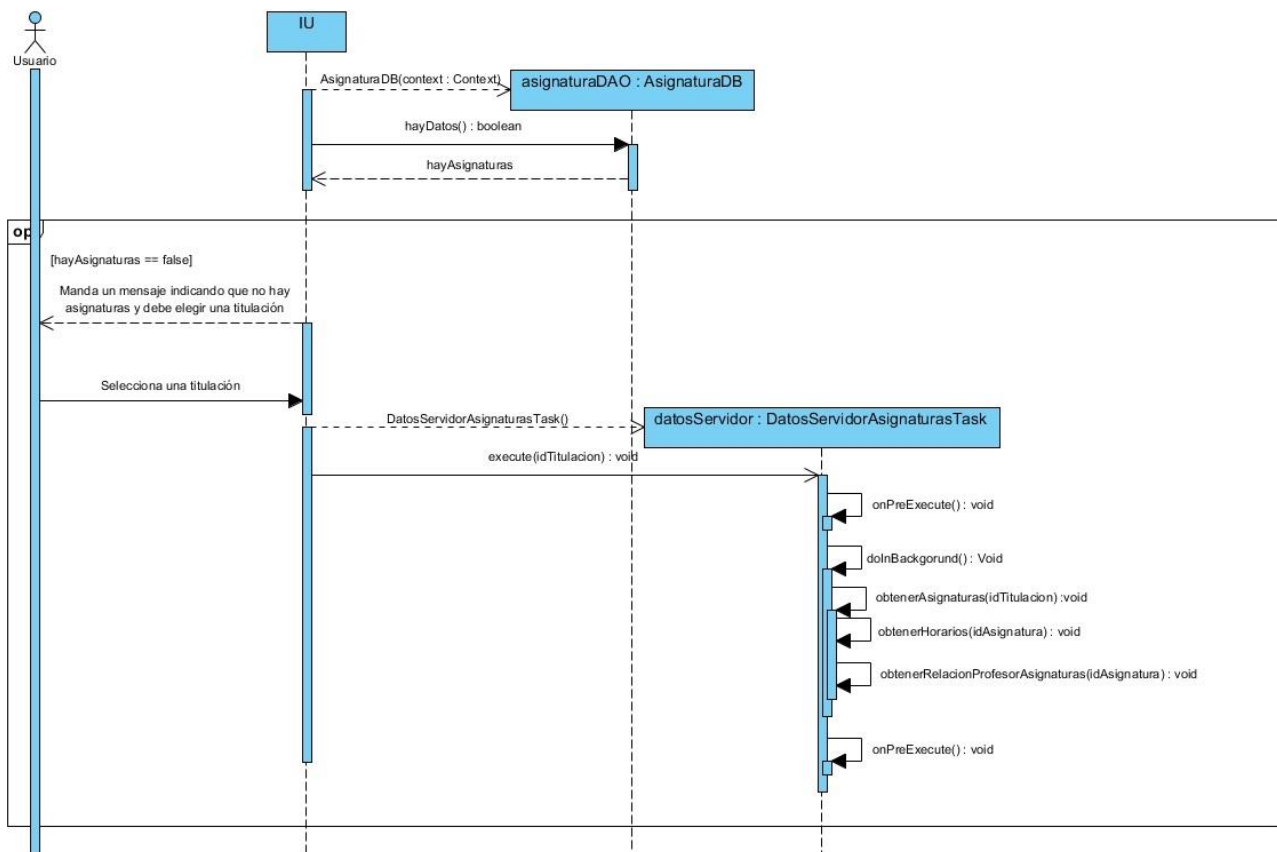 IU
Usuario
AsignaturaDB(context : Context)
asignaturaDAO : AsignaturaDB
hayDatos() : boolean
hayAsignaturas
op
[hayAsignaturas == false]
Manda un mensaje indicando que no hay
asignaturas y debe elegir una titulación
Selecciona una titulación
DatosServidorAsignaturasTask()
datosServidor : DatosServidorAsignaturasTask
execute(idTitulacion) : void
onPreExecute() : void
doInBackgorund() : Void
obtenerAsignaturas(idTitulacion) :void
obtenerHorarios(idAsignatura) : void
obtenerRelacionProfesorAsignaturas(idAsignatura) : void
onPreExecute() : void